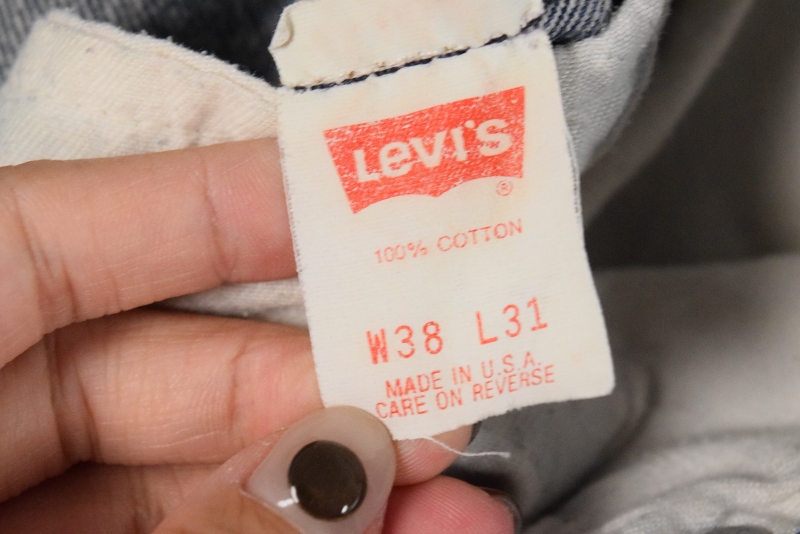 Levi's ®
100% COTTON
W38 L31
MADE IN U.S.A.
CARE ON REVERSE